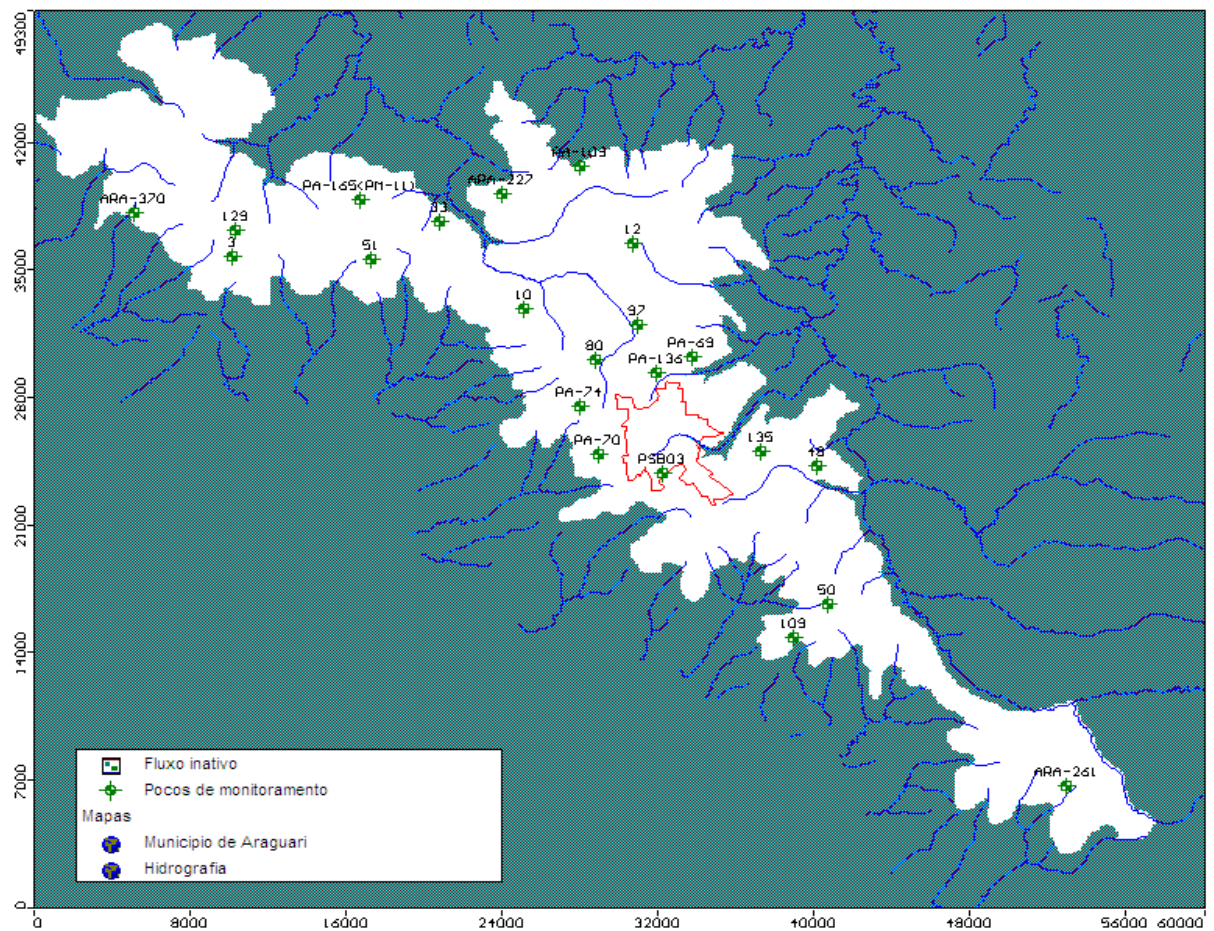 49300
42000
35000
28000
21000
14000
7000
0
PA-103
ARA-227
PA-165(PM-11)
ARA-370
33
129
12
3
51
10
97
80
PA-69
PA-136
PA-74
135
PA-70
48
PSB03
50
109
ARA-261
Fluxo inativo
Pocos de monitoramento
Mapas
Municipio de Araguari
Hidrografia
0 8000 16000 24000 32000 40000 48000 56000 60000